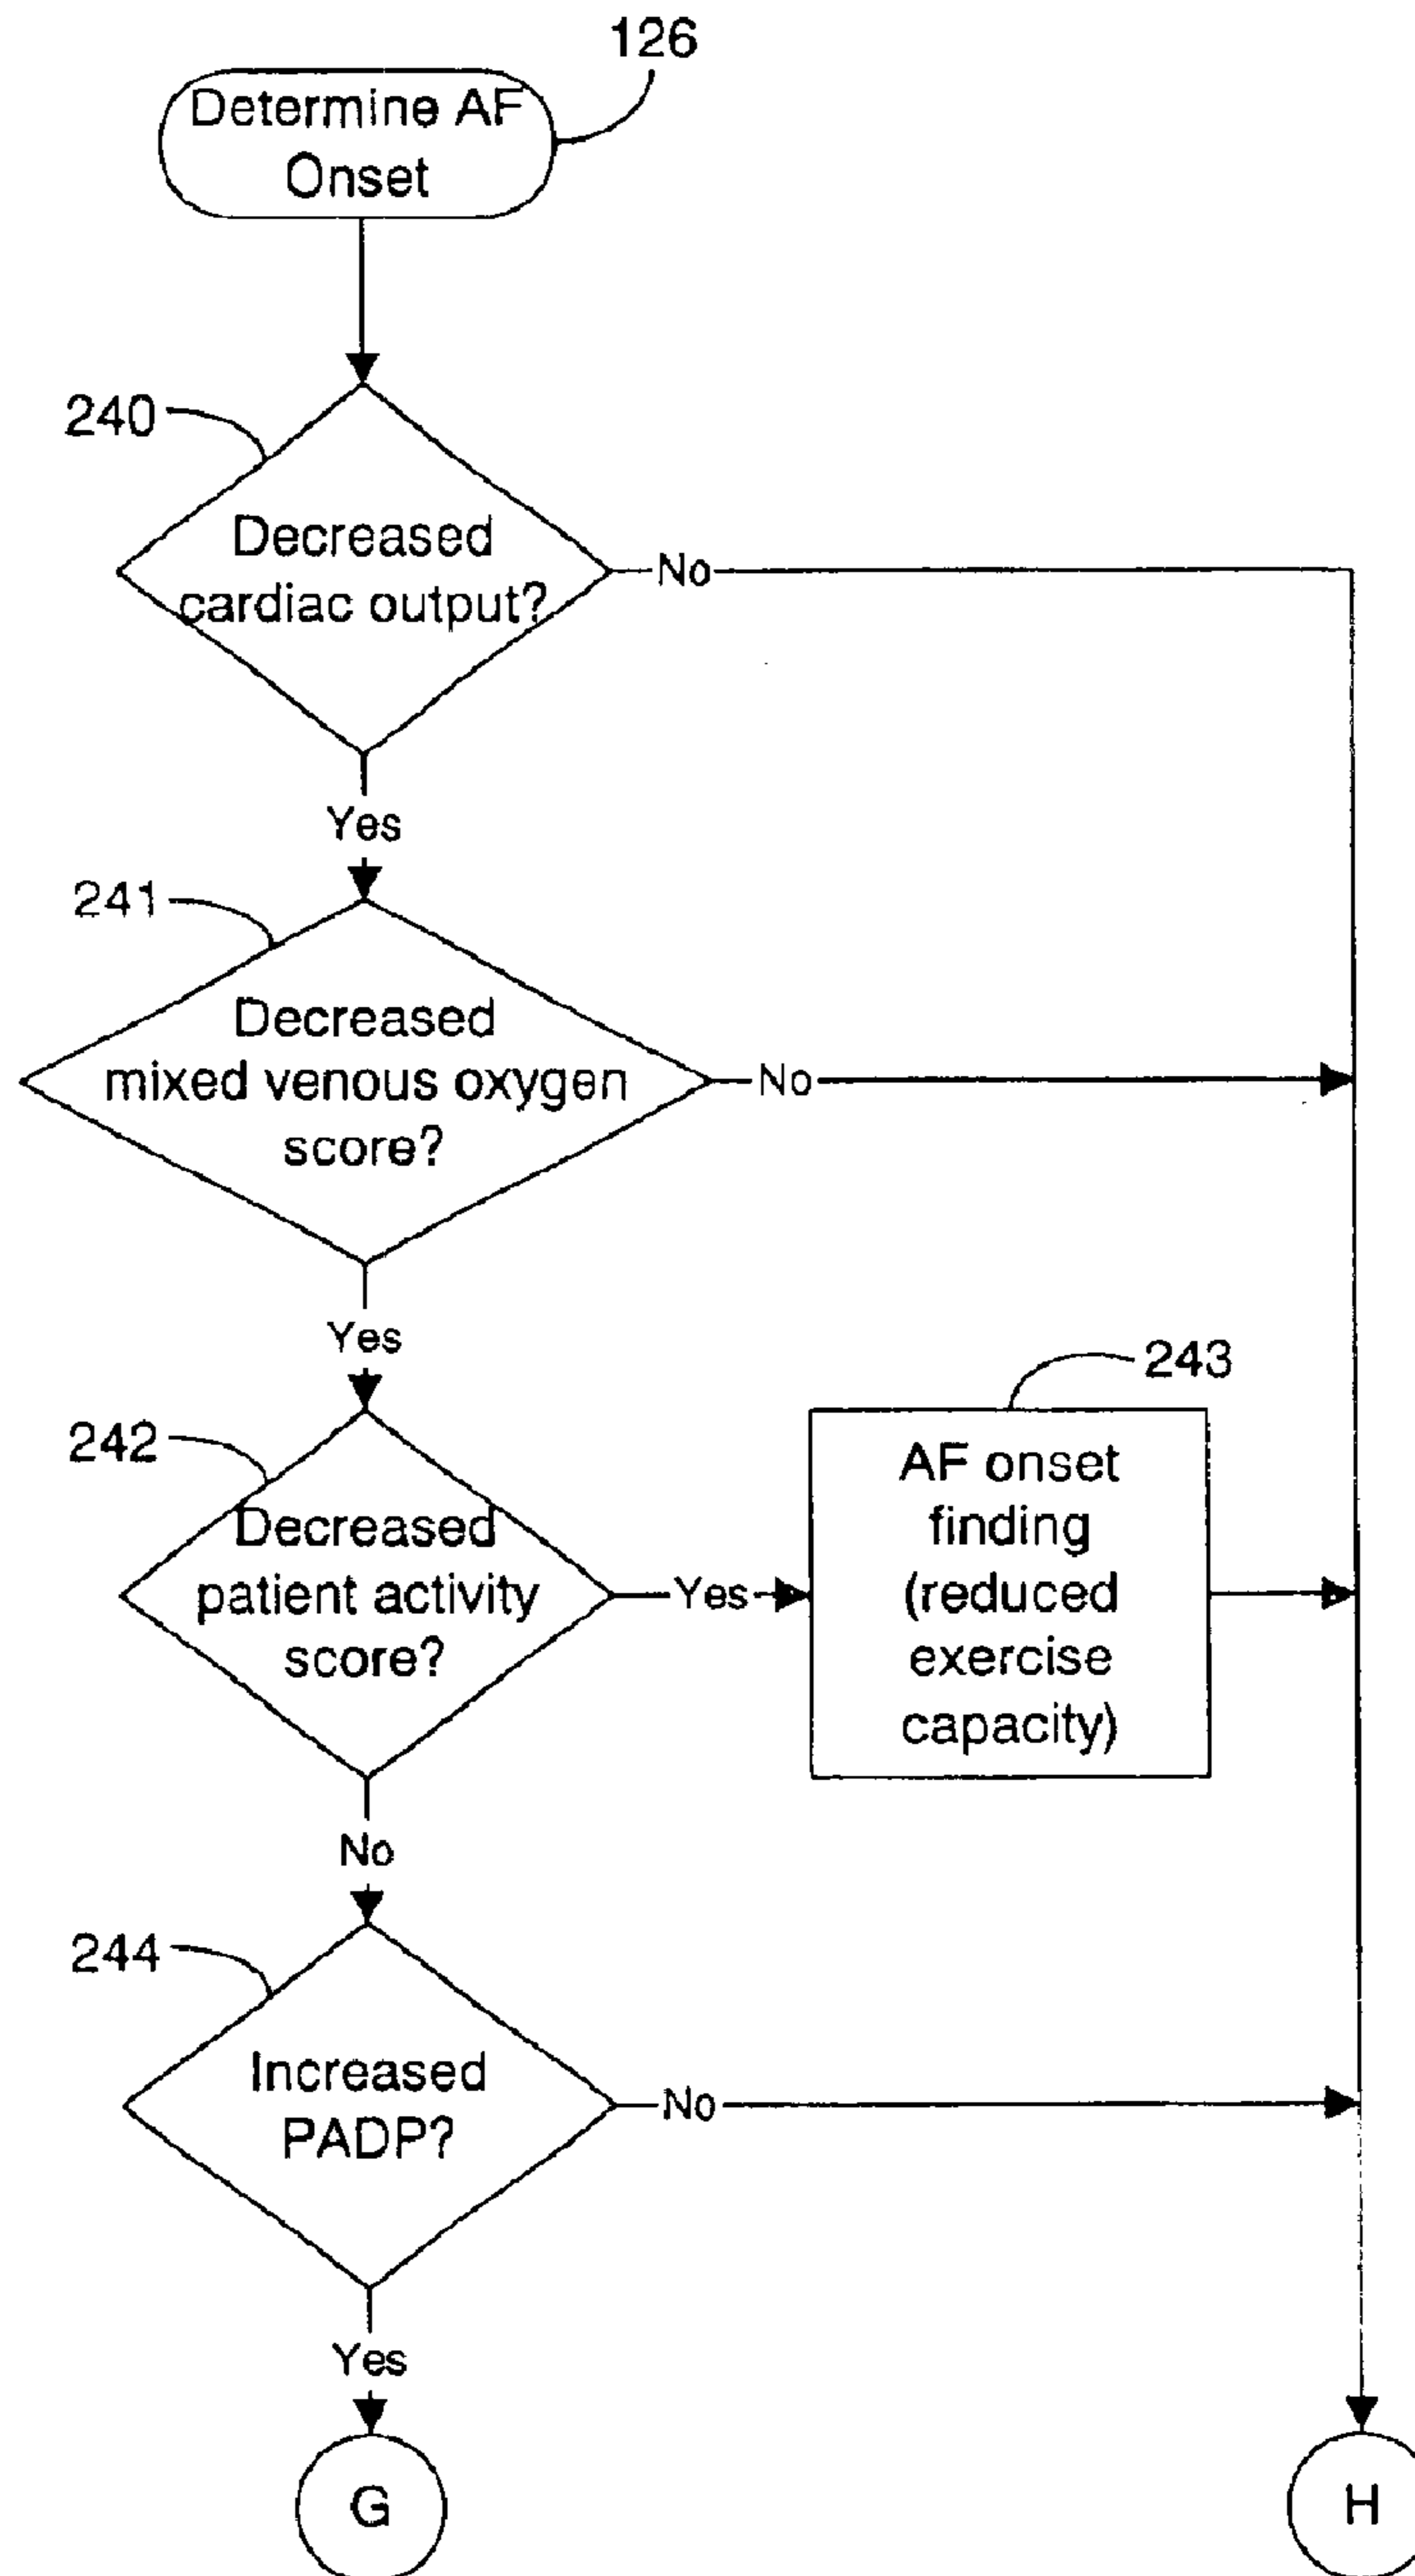 126
Determine AF
Onset
240
Decreased
cardiac output?
No
Yes
241
Decreased
mixed venous oxygen
score?
No
Yes
242
Decreased
patient activity
score?
Yes
243
AF onset
finding
(reduced
exercise
capacity)
No
244
Increased
PADP?
No
Yes
G
H